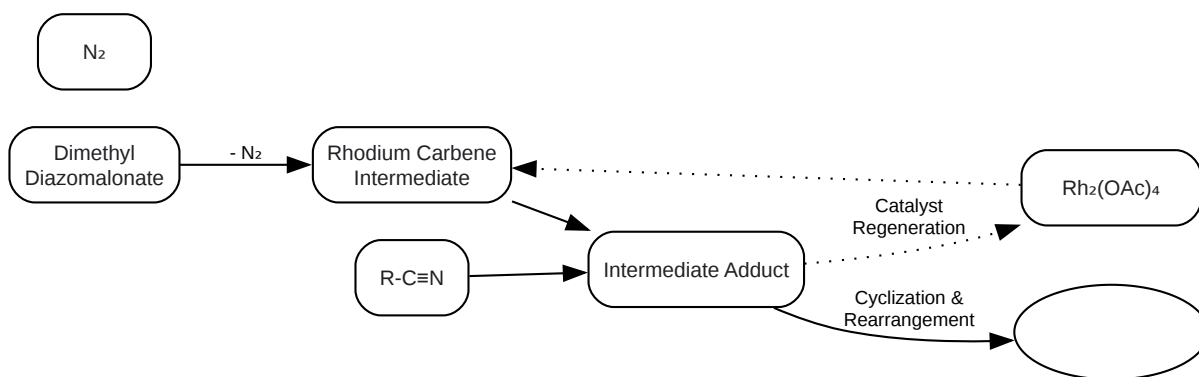 N₂
Dimethyl
Diazomalonate
- N₂
Rhodium Carbene
Intermediate
R-C≡N
Intermediate Adduct
Catalyst
Regeneration
Rh₂(OAc)₄
Cyclization &
Rearrangement